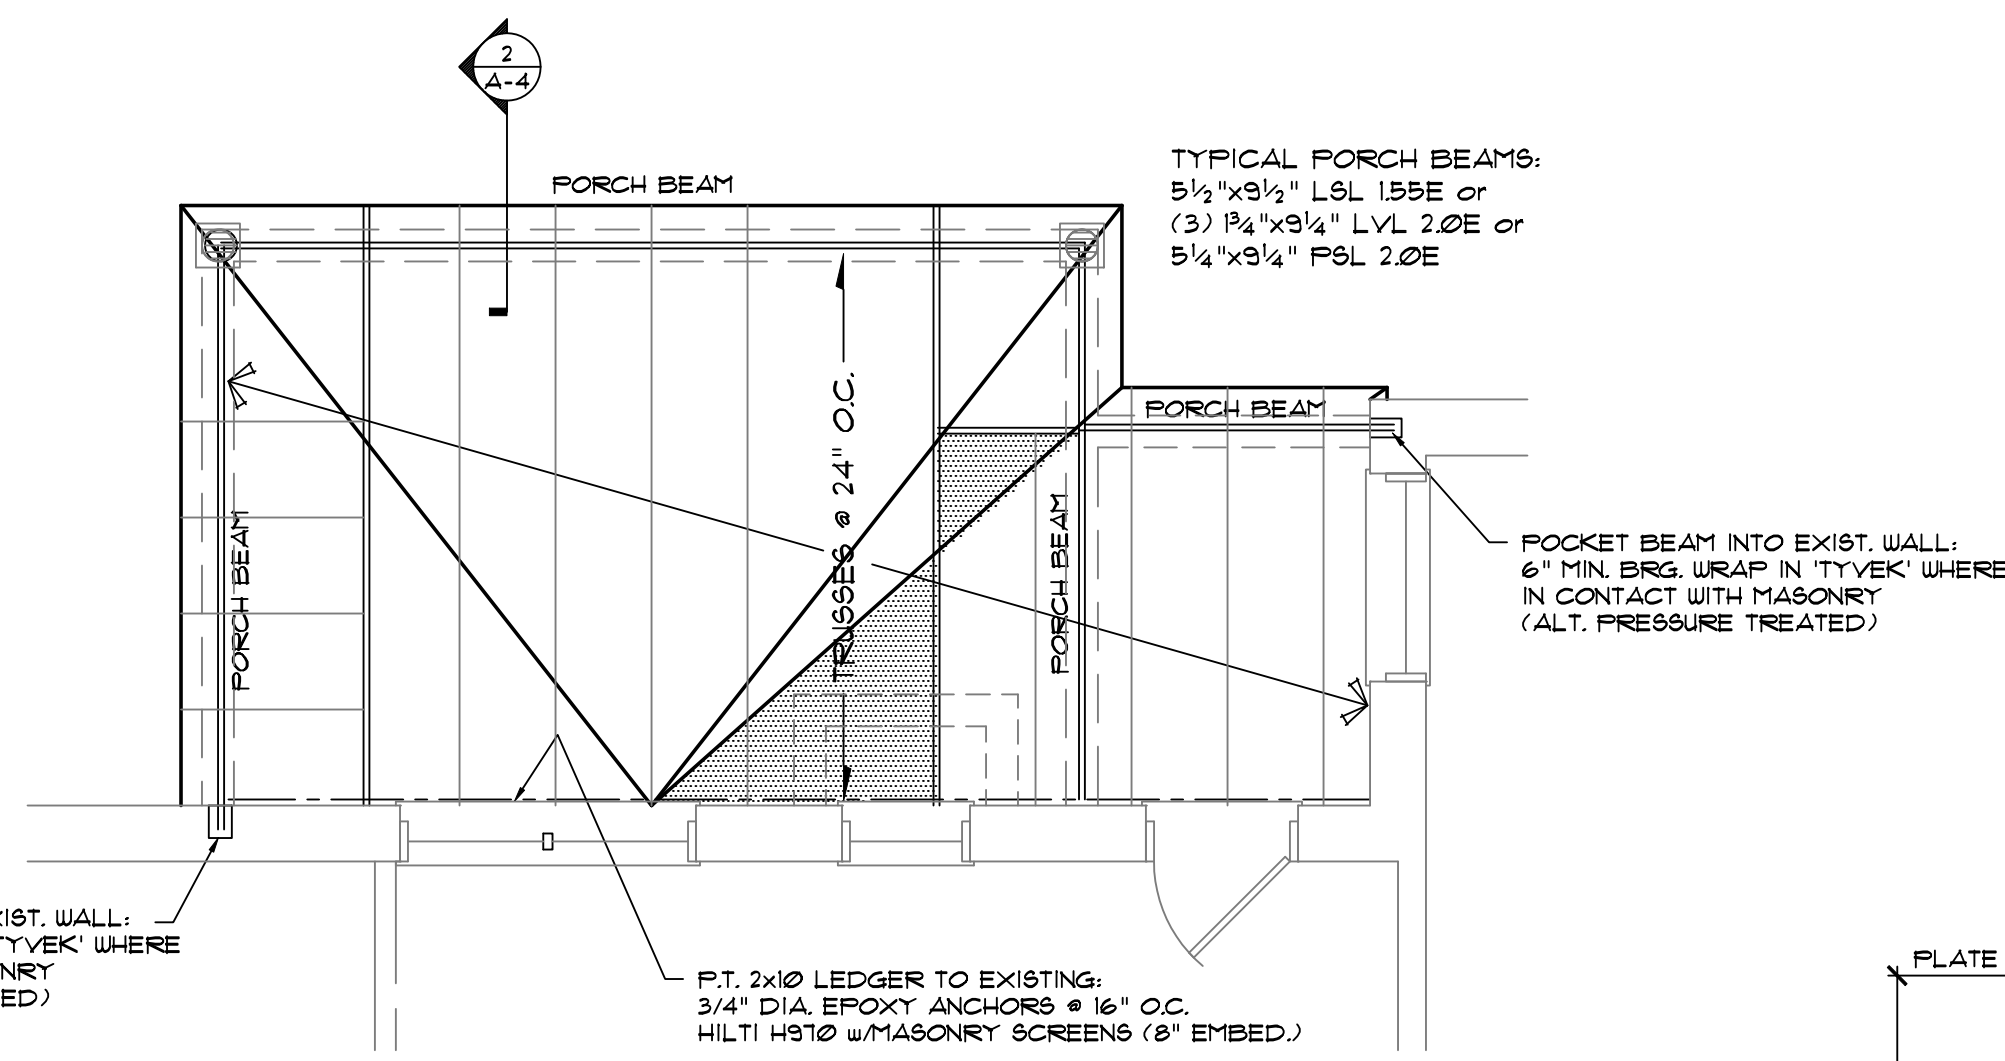 2
A-4
PORCH BEAM
TYPICAL PORCH BEAMS:
5½"x9½" LSL 1.55E or
(3) 1¾"x9¼" LVL 2.0E or
5¼"x9¼" PSL 2.0E
PORCH BEAM
TRUSSES @ 24" O.C.
PORCH BEAM
PORCH BEAM
POCKET BEAM INTO EXIST. WALL:
6" MIN. BRG. WRAP IN 'TYVEK' WHERE
IN CONTACT WITH MASONRY
(ALT. PRESSURE TREATED)
XIST. WALL:
TYVEK' WHERE
NRY
ED)
P.T. 2x10 LEDGER TO EXISTING:
3/4" DIA. EPOXY ANCHORS @ 16" O.C.
HILTI H970 w/MASONRY SCREENS (8" EMBED.)
PLATE